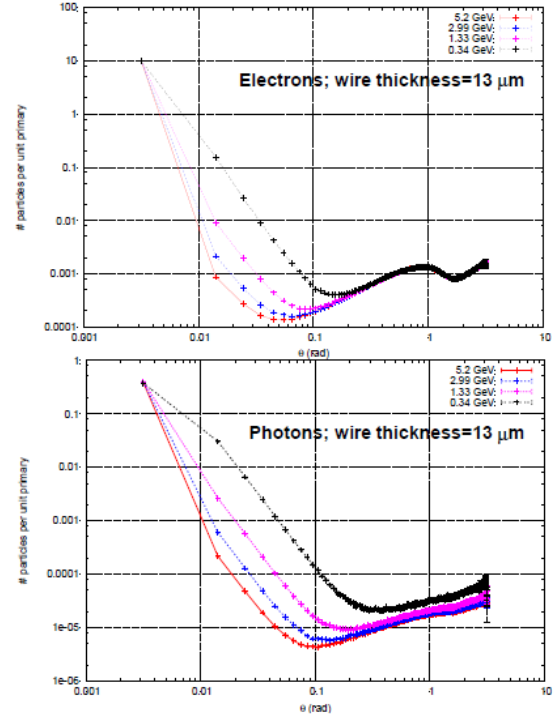 100
5.2 GeV:
2.99 GeV:
1.33 GeV:
0.34 GeV:
10
Electrons; wire thickness=13 μm
1
0.1
0.01
0.001
0.0001
# particles per unit primary
0.001 0.01 0.1 1 10
θ (rad)
1
5.2 GeV:
2.99 GeV:
1.33 GeV:
0.34 GeV:
0.1
Photons; wire thickness=13 μm
0.01
0.001
0.0001
1e-05
1e-06
# particles per unit primary
0.001 0.01 0.1 1 10
θ (rad)